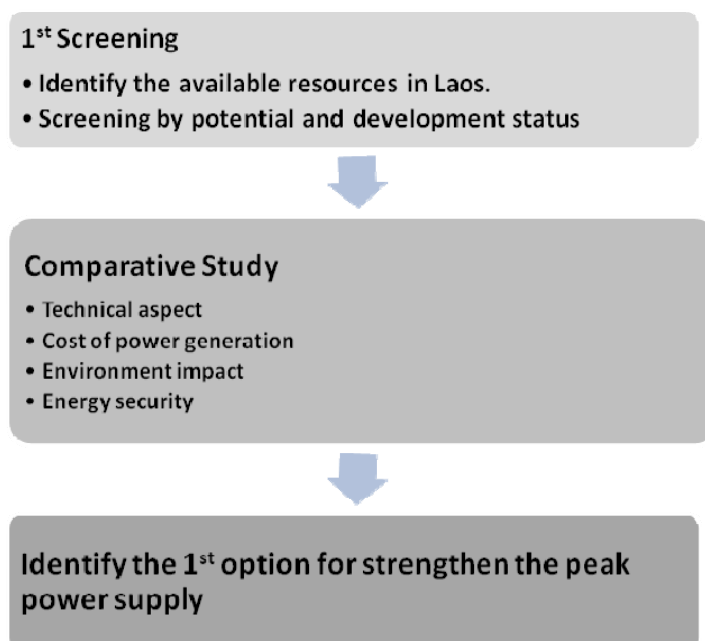 1st Screening
• Identify the available resources in Laos.
• Screening by potential and development status
Comparative Study
• Technical aspect
• Cost of power generation
• Environment impact
• Energy security
Identify the 1st option for strengthen the peak
power supply